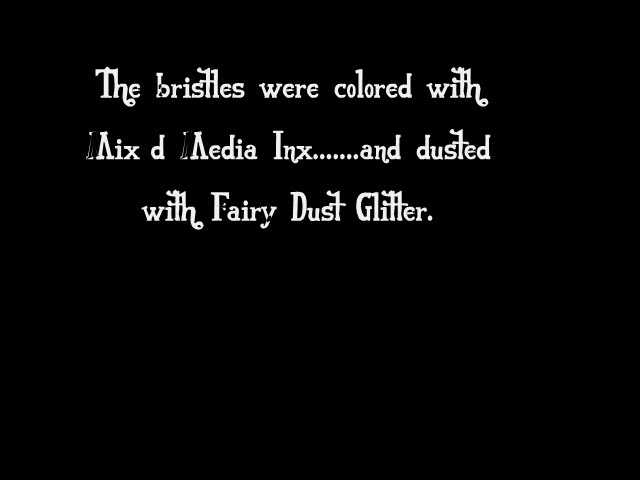 The bristles were colored with
Mix d Media Inx.......and dusted
with Fairy Dust Glitter.